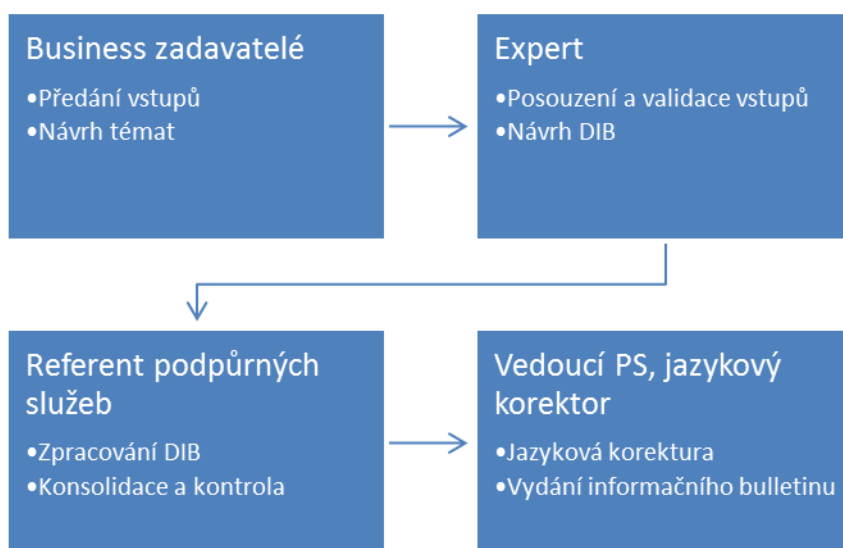 Business zadavatelé
•Předání vstupů
•Návrh témat
Expert
•Posouzení a validace vstupů
•Návrh DIB
Referent podpůrných
služeb
•Zpracování DIB
•Konsolidace a kontrola
Vedoucí PS, jazykový
korektor
•Jazyková korektura
•Vydání informačního bulletinu